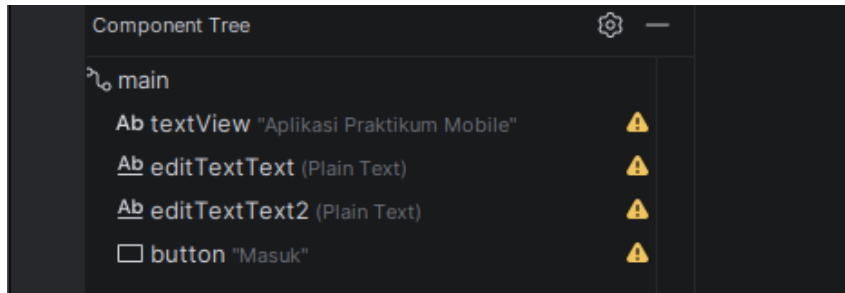 Component Tree
main
Ab textView "Aplikasi Praktikum Mobile"
Ab editTextText (Plain Text)
Ab editTextText2 (Plain Text)
button "Masuk"